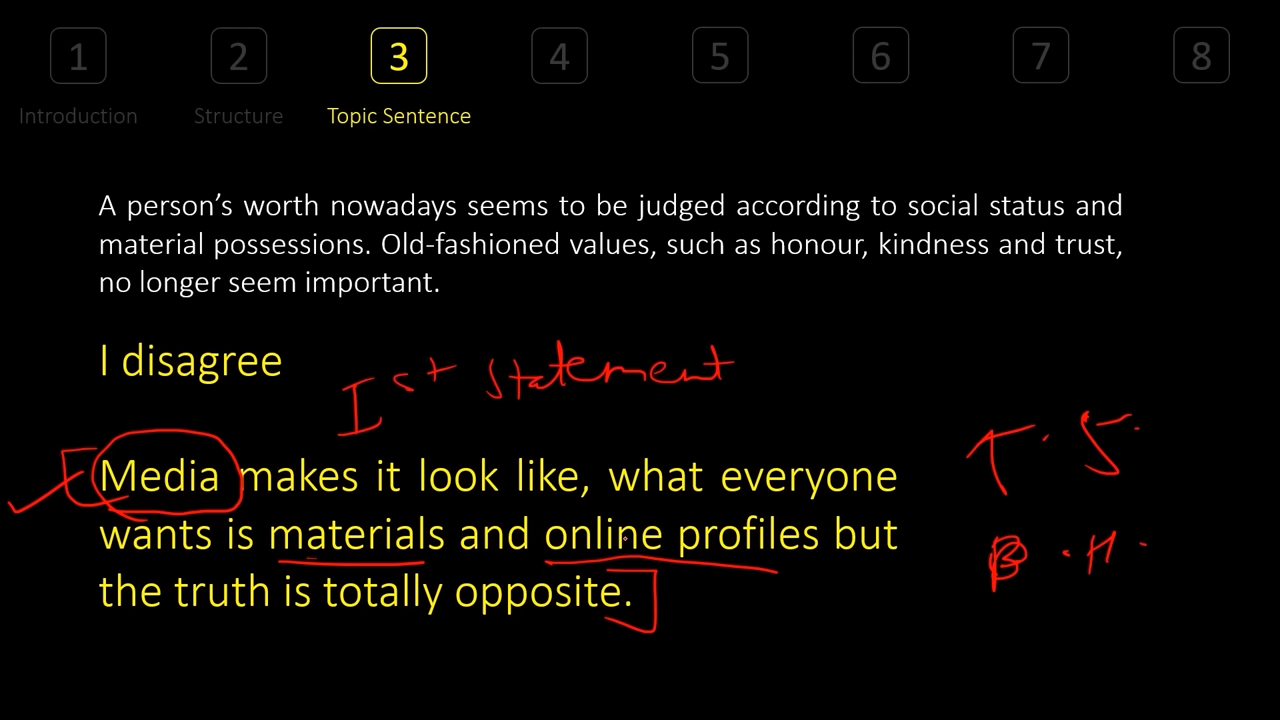 1 2 3 4 5 6 7 8
Introduction Structure Topic Sentence
A person’s worth nowadays seems to be judged according to social status and
material possessions. Old-fashioned values, such as honour, kindness and trust,
no longer seem important.
I disagree
Ist statement
Media makes it look like, what everyone
wants is materials and online profiles but
the truth is totally opposite.
T. S.
B.H.